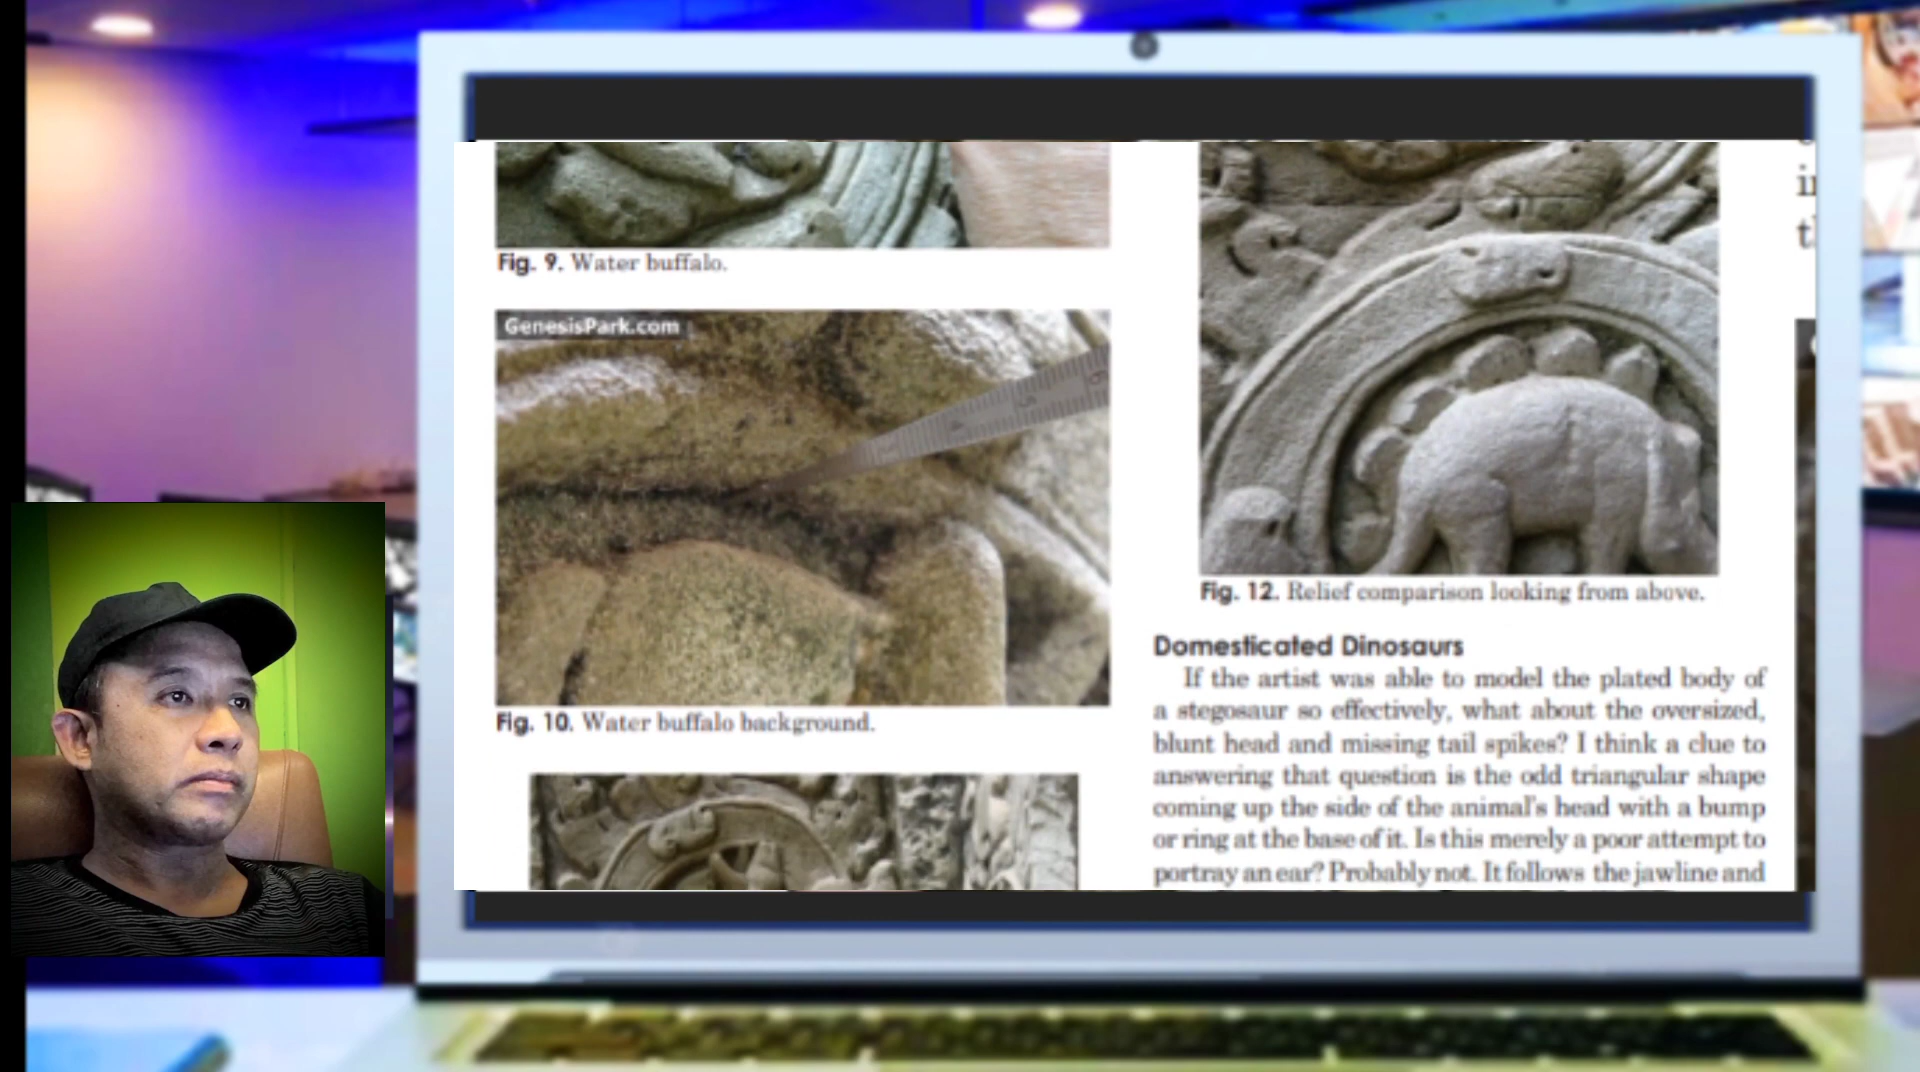 Fig. 9. Water buffalo.
GenesisPark.com
Fig. 10. Water buffalo background.
Fig. 12. Relief comparison looking from above.
Domesticated Dinosaurs
If the artist was able to model the plated body of
a stegosaur so effectively, what about the oversized,
blunt head and missing tail spikes? I think a clue to
answering that question is the odd triangular shape
coming up the side of the animal's head with a bump
or ring at the base of it. Is this merely a poor attempt to
portray an ear? Probably not. It follows the jawline and